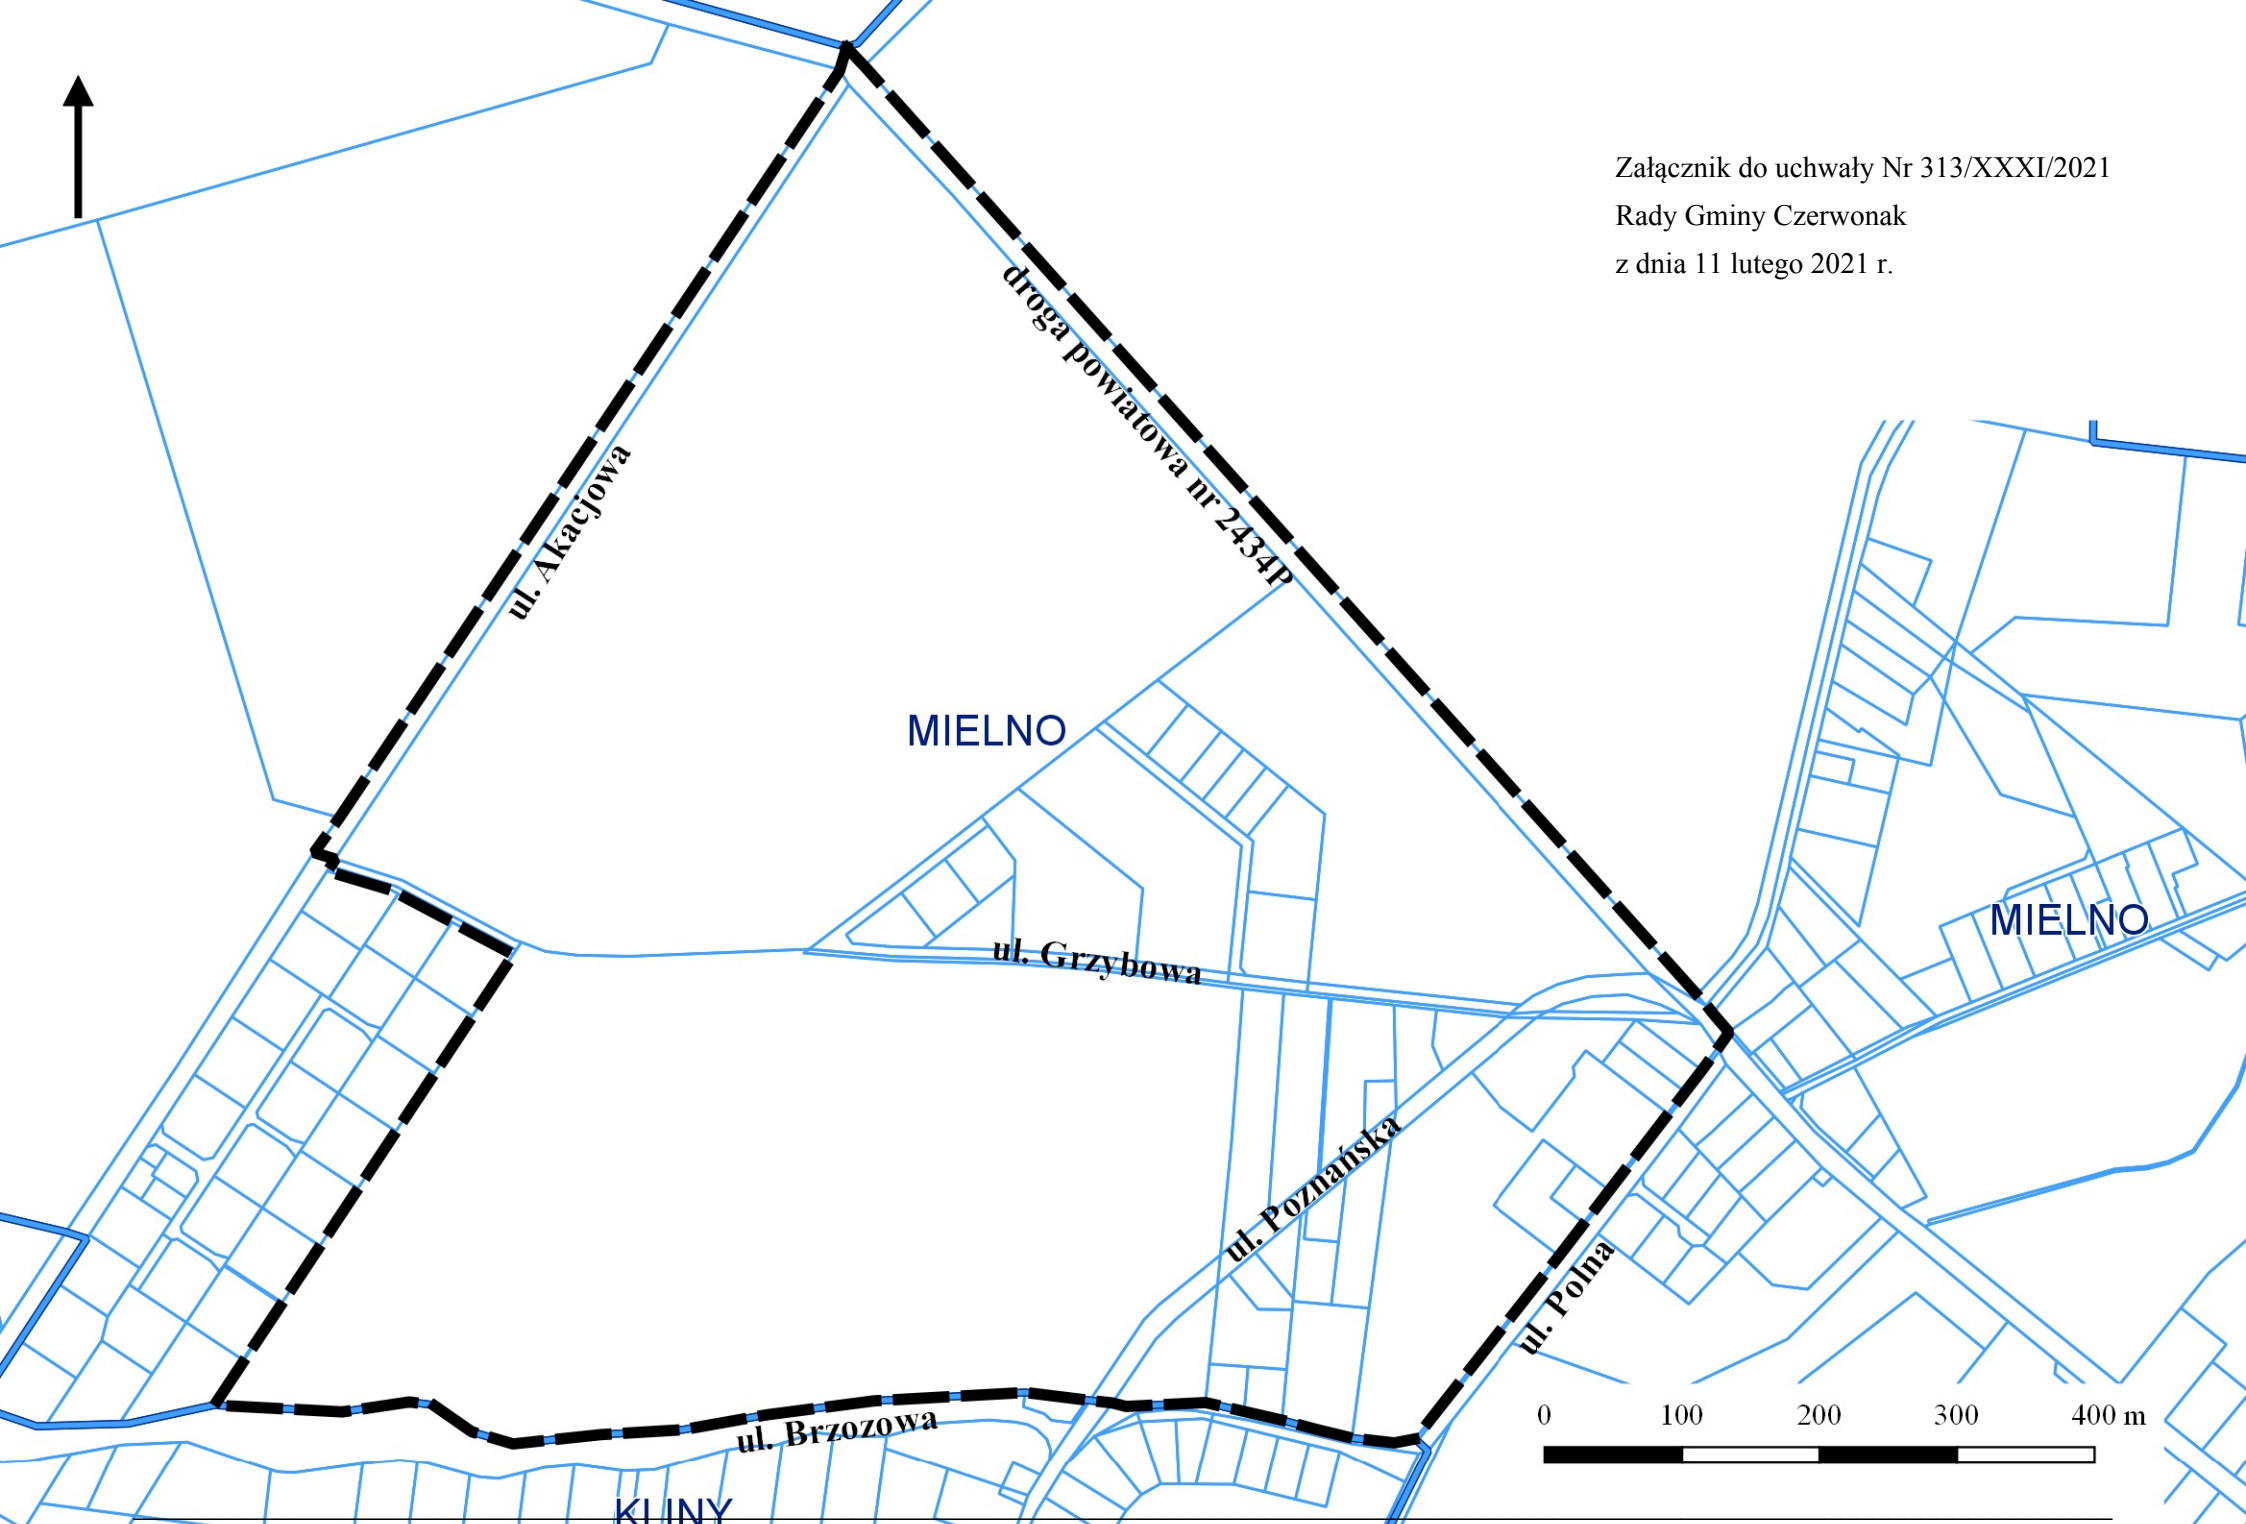 Załącznik do uchwały Nr 313/XXXI/2021
Rady Gminy Czerwonak
z dnia 11 lutego 2021 r.
droga powiatowa nr 2434P
ul. Akacjowa
MIELNO
MIELNO
ul. Grzybowa
ul. Poznańska
ul. Polna
ul. Brzozowa
0 100 200 300 400 m
KLINY